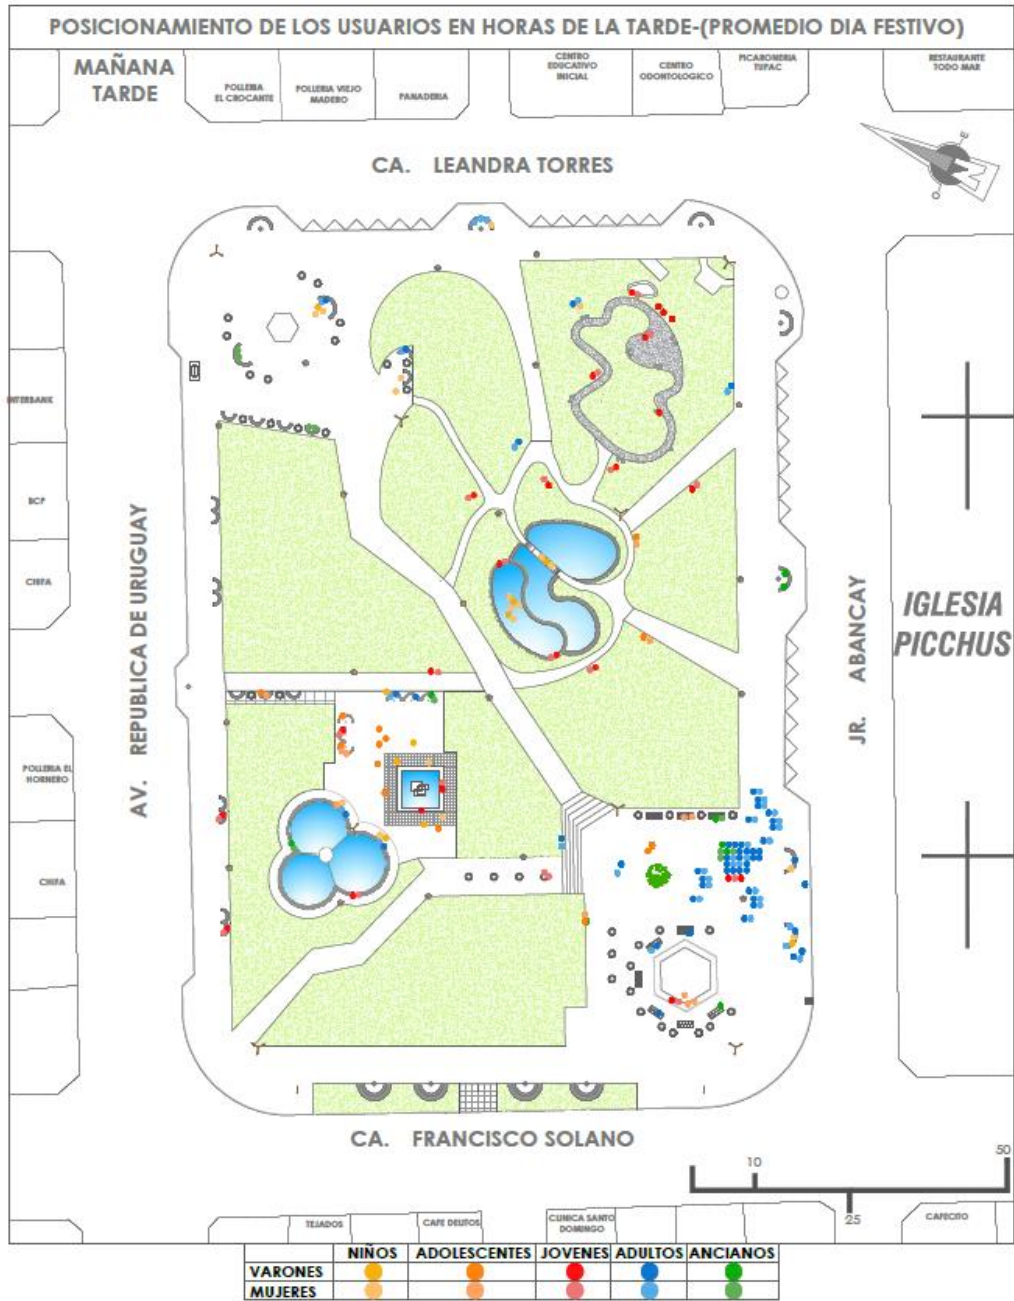 POSICIONAMIENTO DE LOS USUARIOS EN HORAS DE LA TARDE-(PROMEDIO DIA FESTIVO)
MAÑANA
TARDE
POLLERIA
EL CROCANTE
POLLERIA VIEJO
MADERO
PANADERIA
CENTRO
EDUCATIVO
INICIAL
CENTRO
ODONTOLOGICO
PICARONERIA
TUPAC
RESTAURANTE
TODO MAR
CA. LEANDRA TORRES
E
O
INTERBANK
BCP
CHIFA
AV. REPUBLICA DE URUGUAY
JR. ABANCAY
IGLESIA
PICCHUS
POLLERIA EL
HORNERO
CHIFA
CA. FRANCISCO SOLANO
10
50
25
TEJADOS
CAFE DELITOS
CLINICA SANTO
DOMINGO
CAFECITO
NIÑOS ADOLESCENTES JOVENES ADULTOS ANCIANOS
VARONES
MUJERES